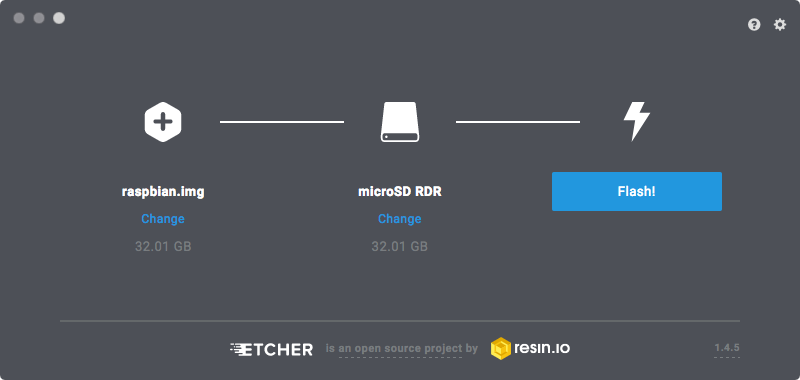 raspbian.img
microSD RDR
Flash!
Change
Change
32.01 GB
32.01 GB
ETCHER is an open source project by resin.io
1.4.5